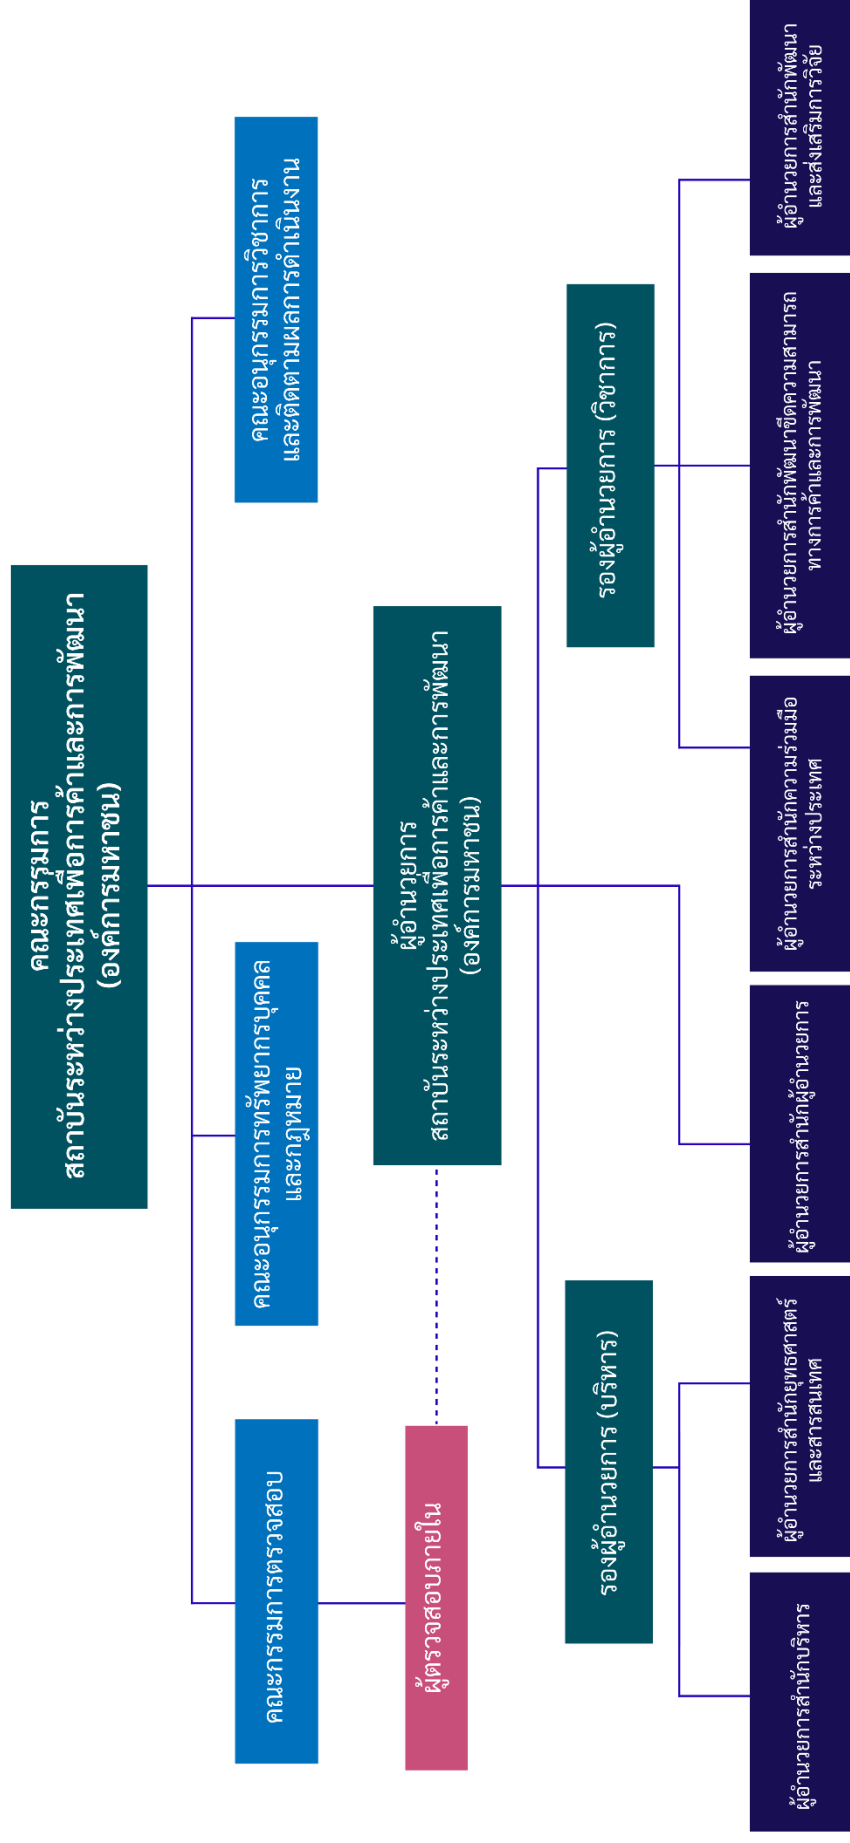 คณะกรรมการ
สถาบันระหว่างประเทศเพื่อการค้าและการพัฒนา
(องค์การมหาชน)
คณะกรรมการตรวจสอบ
คณะอนุกรรมการทรัพยากรบุคคล
และกฎหมาย
คณะอนุกรรมการวิชาการ
และติดตามผลการดำเนินงาน
ผู้ตรวจสอบภายใน
ผู้อำนวยการ
สถาบันระหว่างประเทศเพื่อการค้าและการพัฒนา
(องค์การมหาชน)
รองผู้อำนวยการ (บริหาร)
รองผู้อำนวยการ (วิชาการ)
ผู้อำนวยการสำนักบริหาร
ผู้อำนวยการสำนักยุทธศาสตร์
และสารสนเทศ
ผู้อำนวยการสำนักผู้อำนวยการ
ผู้อำนวยการสำนักความร่วมมือ
ระหว่างประเทศ
ผู้อำนวยการสำนักพัฒนาขีดความสามารถ
ทางการค้าและการพัฒนา
ผู้อำนวยการสำนักพัฒนา
และส่งเสริมการวิจัย